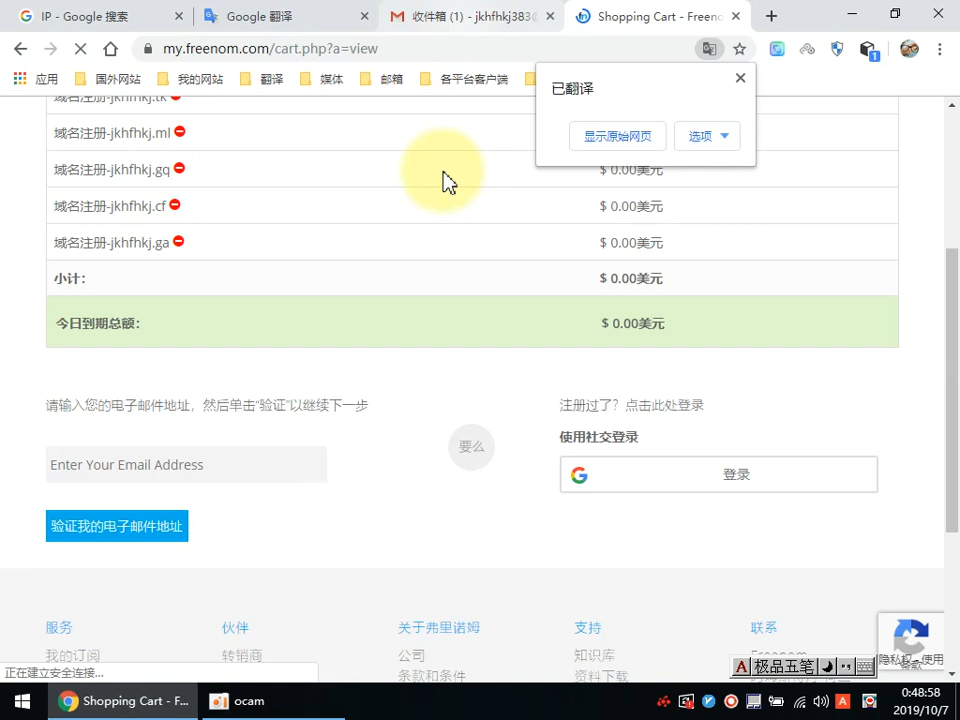 IP - Google 搜索
Google 翻译
收件箱 (1) - jkhfhkj383@
Shopping Cart - Freenom
my.freenom.com/cart.php?a=view
应用
国外网站
我的网站
翻译
媒体
邮箱
各平台客户端
1
已翻译
显示原始网页
选项
域名注册-jkhfhkj.tk
域名注册-jkhfhkj.ml
域名注册-jkhfhkj.gq
$ 0.00美元
域名注册-jkhfhkj.cf
$ 0.00美元
域名注册-jkhfhkj.ga
$ 0.00美元
小计：
$ 0.00美元
今日到期总额：
$ 0.00美元
请输入您的电子邮件地址，然后单击“验证”以继续下一步
注册过了？点击此处登录
要么
使用社交登录
Enter Your Email Address
登录
验证我的电子邮件地址
服务
伙伴
关于弗里诺姆
支持
联系
我的订阅
转销商
公司
知识库
条款和条件
文件下载
隐私权 - 使用
正在建立安全连接...
A 极品五笔
Shopping Cart - F...
ocam
A
0:48:58
2019/10/7